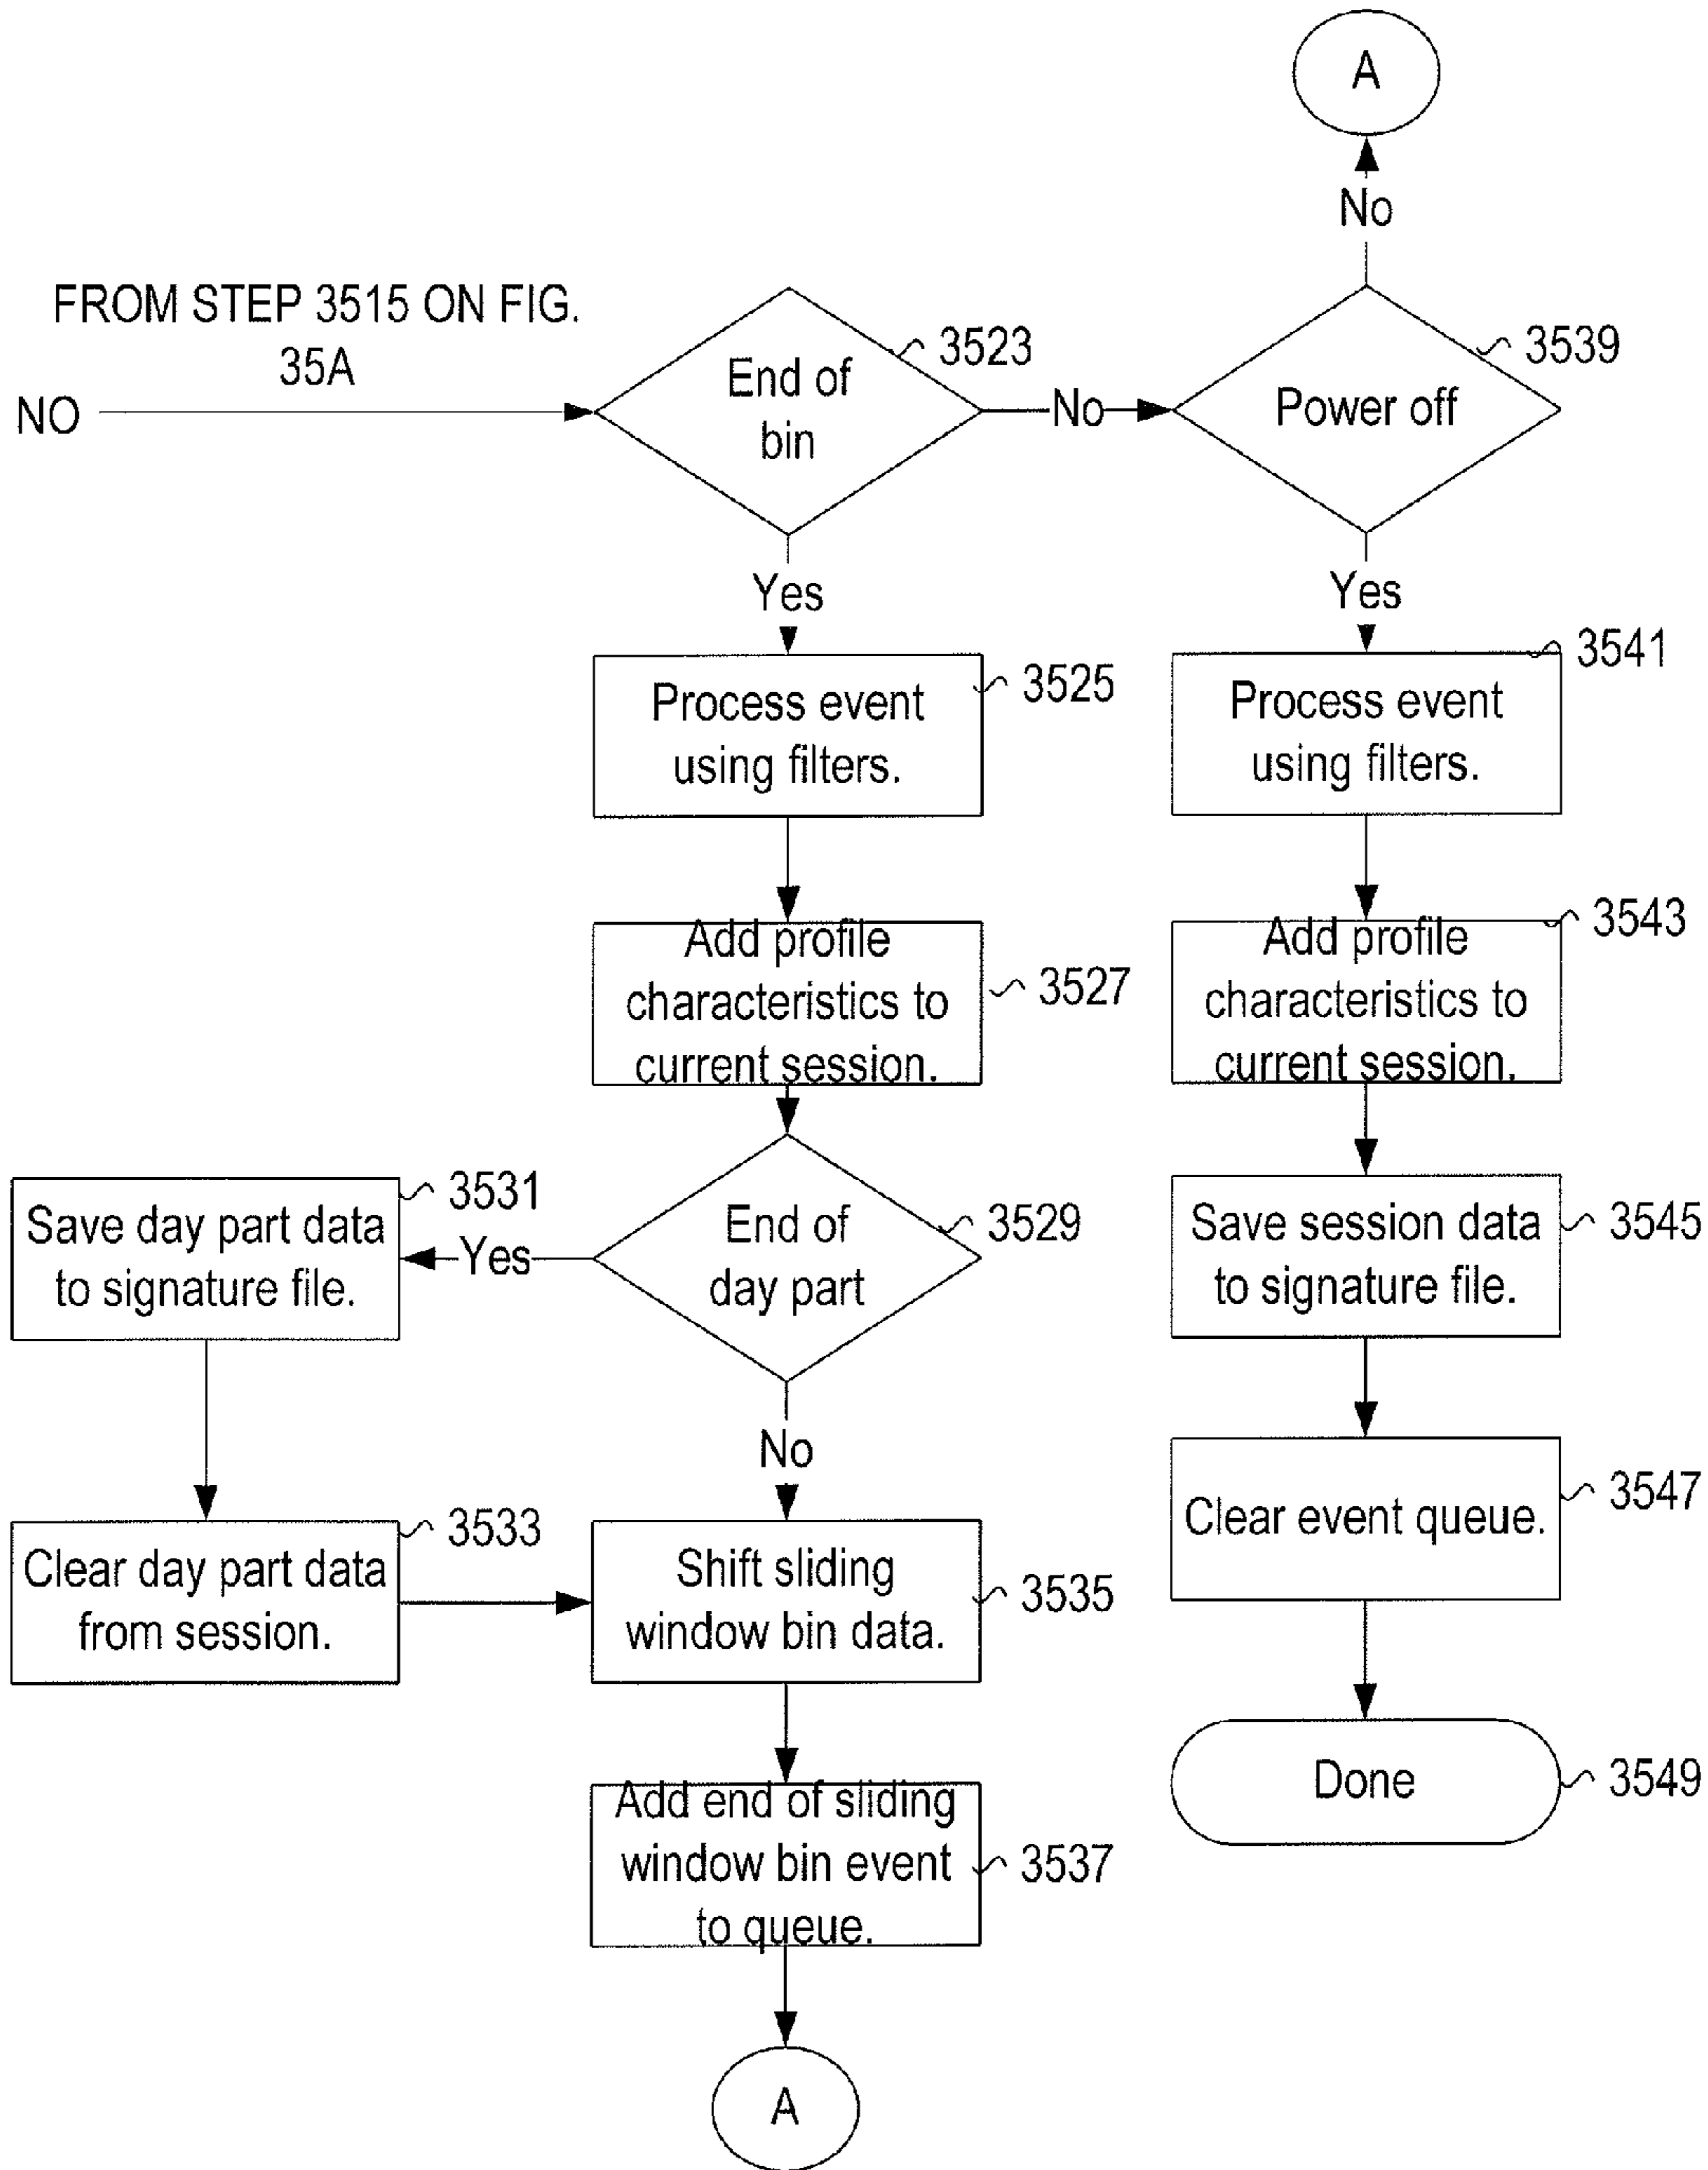 A
No
FROM STEP 3515 ON FIG.
35A
NO
End of
bin
3523
No
Power off
3539
Yes
Yes
Process event
using filters.
3525
Process event
using filters.
3541
Add profile
characteristics to
current session.
3527
Add profile
characteristics to
current session.
3543
Save day part data
to signature file.
3531
Yes
End of
day part
3529
Save session data
to signature file.
3545
No
Clear event queue.
3547
Clear day part data
from session.
3533
Shift sliding
window bin data.
3535
Done
3549
Add end of sliding
window bin event
to queue.
3537
A